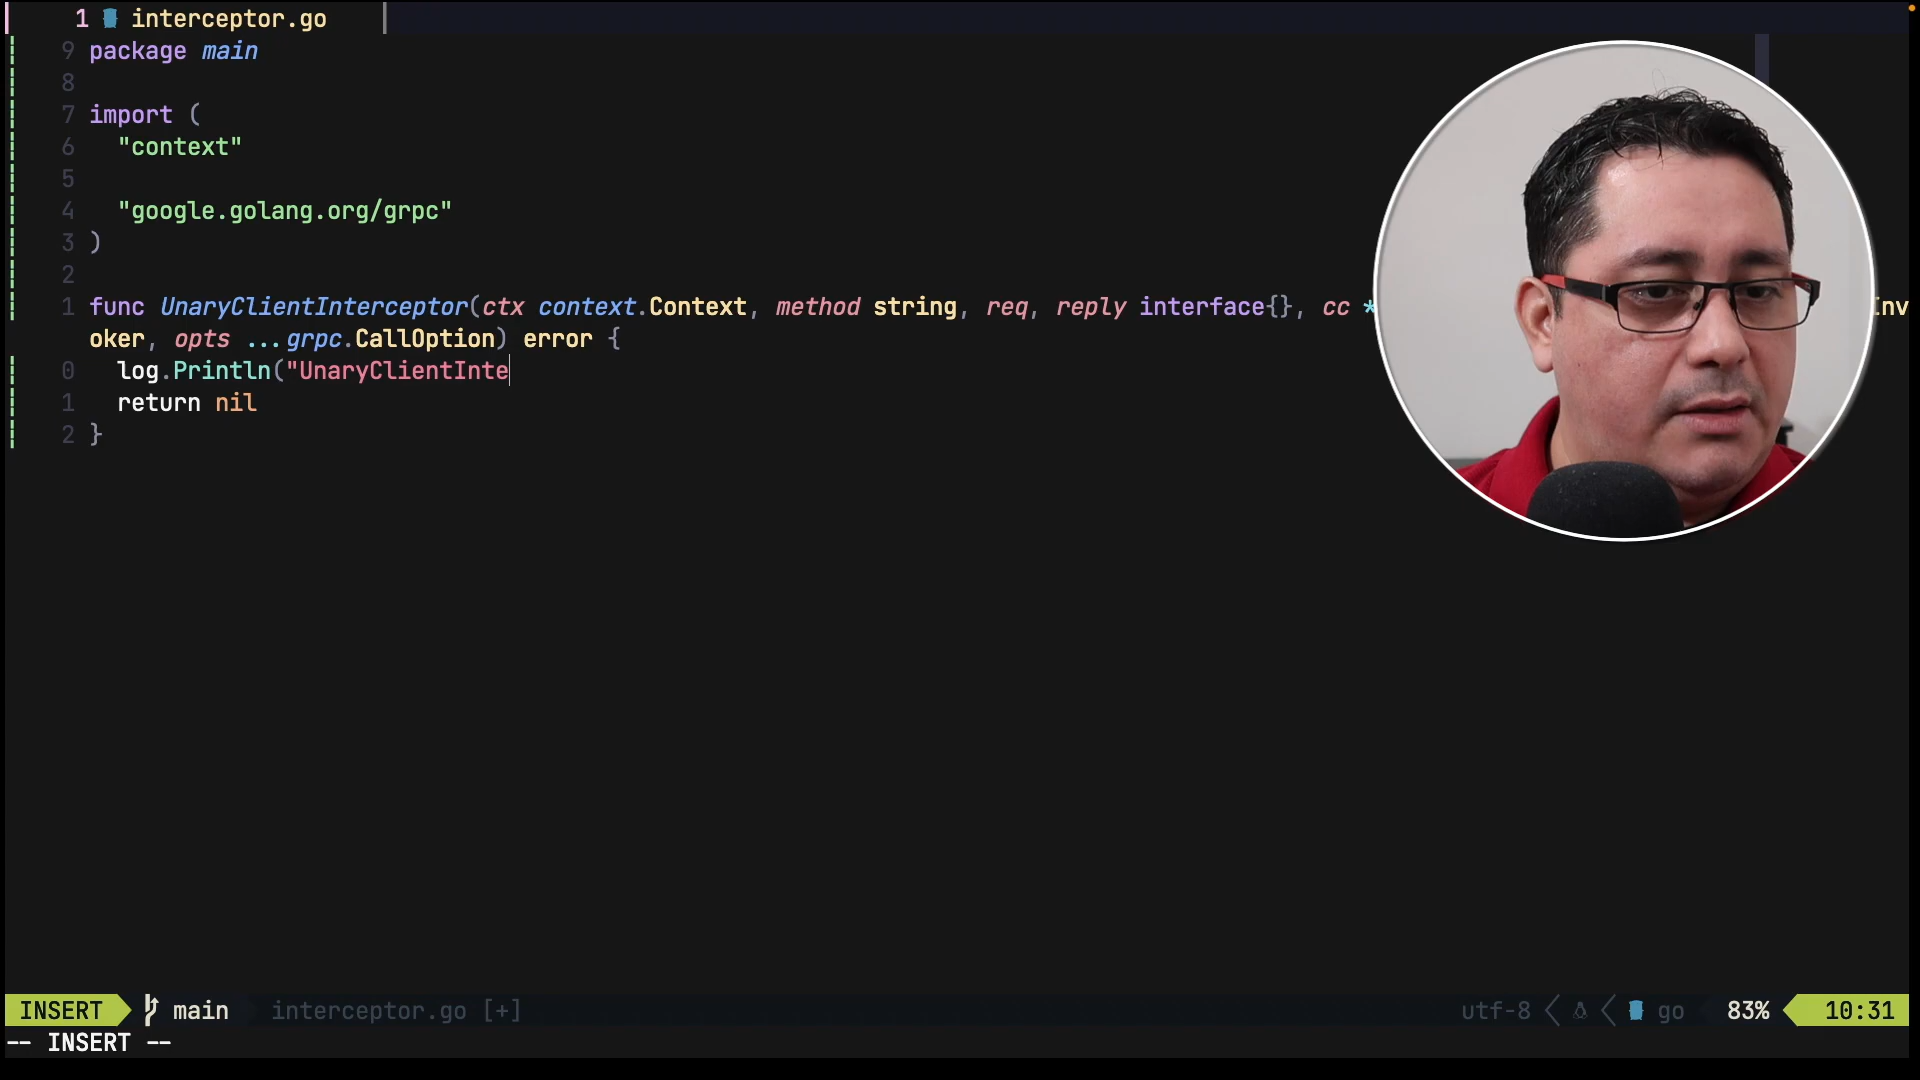 1 interceptor.go
9 package main
8
7 import (
6 "context"
5
4 "google.golang.org/grpc"
3 )
2
1 func UnaryClientInterceptor(ctx context.Context, method string, req, reply interface{}, cc * nv
oker, opts ...grpc.CallOption) error {
0 log.Println("UnaryClientInte
1 return nil
2 }
INSERT main interceptor.go [+] utf-8 go 83% 10:31
-- INSERT --